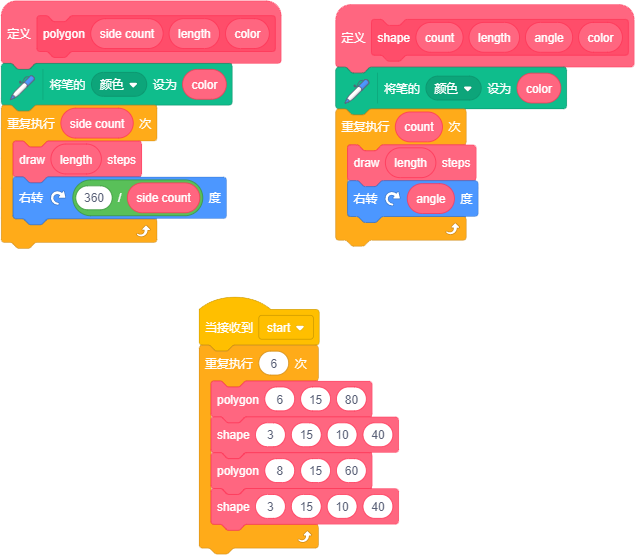 定义 polygon side count length color
将笔的 颜色 设为 color
重复执行 side count 次
draw length steps
右转 360 / side count 度
定义 shape count length angle color
将笔的 颜色 设为 color
重复执行 count 次
draw length steps
右转 angle 度
当接收到 start
重复执行 6 次
polygon 6 15 80
shape 3 15 10 40
polygon 8 15 60
shape 3 15 10 40